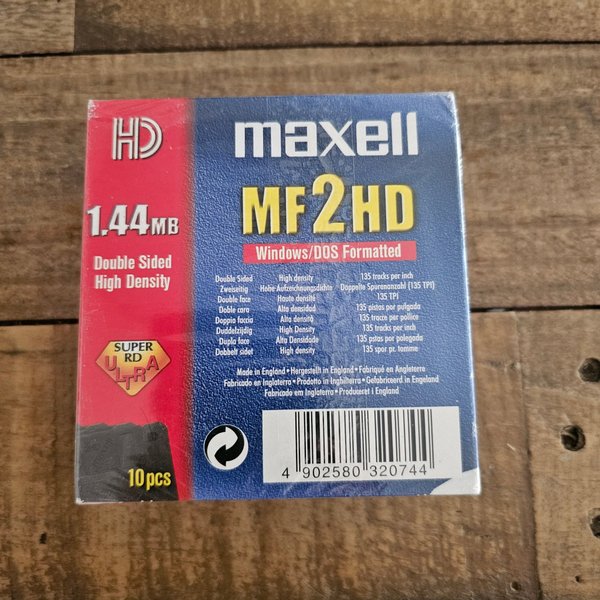 HD
maxell
MF2HD
Windows/DOS Formatted
1.44MB
Double Sided
High Density
Double Sided High density 135 tracks per inch
Zweiseitig Hohe Aufzeichnungsdichte Doppelte Spurenanzahl (135 TPI)
Double face Haute densité 135 TPI
Doble cara Alta densidad 135 pistas por pulgada
Doppia faccia Alta densità 135 tracce per pollice
Dubbelzijdig High Density 135 tracks per inch
Dupla face Alta Densidade 135 pstas por polegada
Dobbelt sidet High density 135 spor pr. tomme
Made in England • Hergestellt in England • Fabriqué en Angleterre
Fabricado en Inglaterra • Prodotto in Inghilterra • Gefabriceerd in Engeland
Fabricado em Inglaterra • Produceret i England
SUPER
RD
ULTRA
10 pcs
4 902580 320744